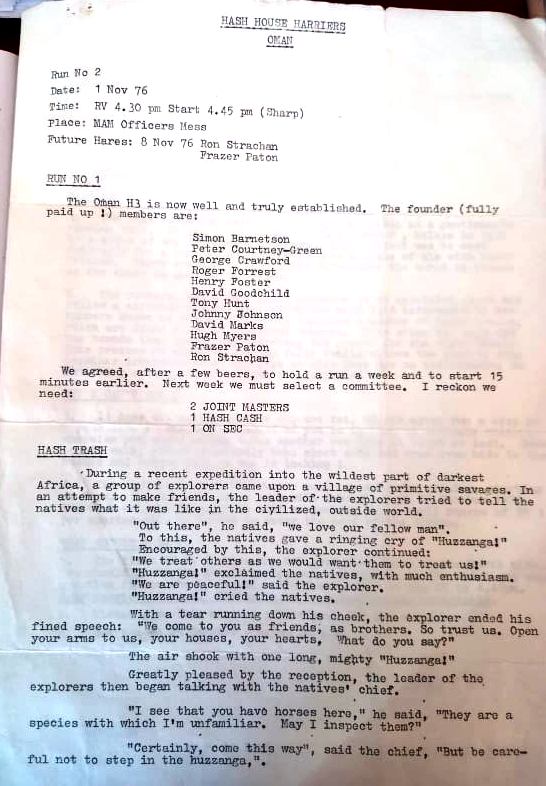 HASH HOUSE HARRIERS
OMAN
Run No 2
Date: 1 Nov 76
Time: RV 4.30 pm Start 4.45 pm (Sharp)
Place: MAM Officers Mess
Future Hares: 8 Nov 76 Ron Strachan
Frazer Paton
RUN NO 1
The Oman H3 is now well and truly established. The founder (fully
paid up !) members are:
Simon Barnetson
Peter Courtney-Green
George Crawford
Roger Forrest
Henry Foster
David Goodchild
Tony Hunt
Johnny Johnson
David Marks
Hugh Myers
Frazer Paton
Ron Strachan
We agreed, after a few beers, to hold a run a week and to start 15
minutes earlier. Next week we must select a committee. I reckon we
need:
2 JOINT MASTERS
1 HASH CASH
1 ON SEC
HASH TRASH
During a recent expedition into the wildest part of darkest
Africa, a group of explorers came upon a village of primitive savages. In
an attempt to make friends, the leader of the explorers tried to tell the
natives what it was like in the civilized, outside world.
"Out there", he said, "we love our fellow man".
To this, the natives gave a ringing cry of "Huzzanga!"
Encouraged by this, the explorer continued:
"We treat others as we would want them to treat us!"
"Huzzanga!" exclaimed the natives, with much enthusiasm.
"We are peaceful!" said the explorer.
"Huzzanga!" cried the natives.
With a tear running down his cheek, the explorer ended his
fined speech: "We come to you as friends, as brothers. So trust us. Open
your arms to us, your houses, your hearts. What do you say?"
The air shook with one long, mighty "Huzzanga!"
Greatly pleased by the reception, the leader of the
explorers then began talking with the natives' chief.
"I see that you have horses here," he said, "They are a
species with which I'm unfamiliar. May I inspect them?"
"Certainly, come this way", said the chief, "But be care-
ful not to step in the huzzanga,".